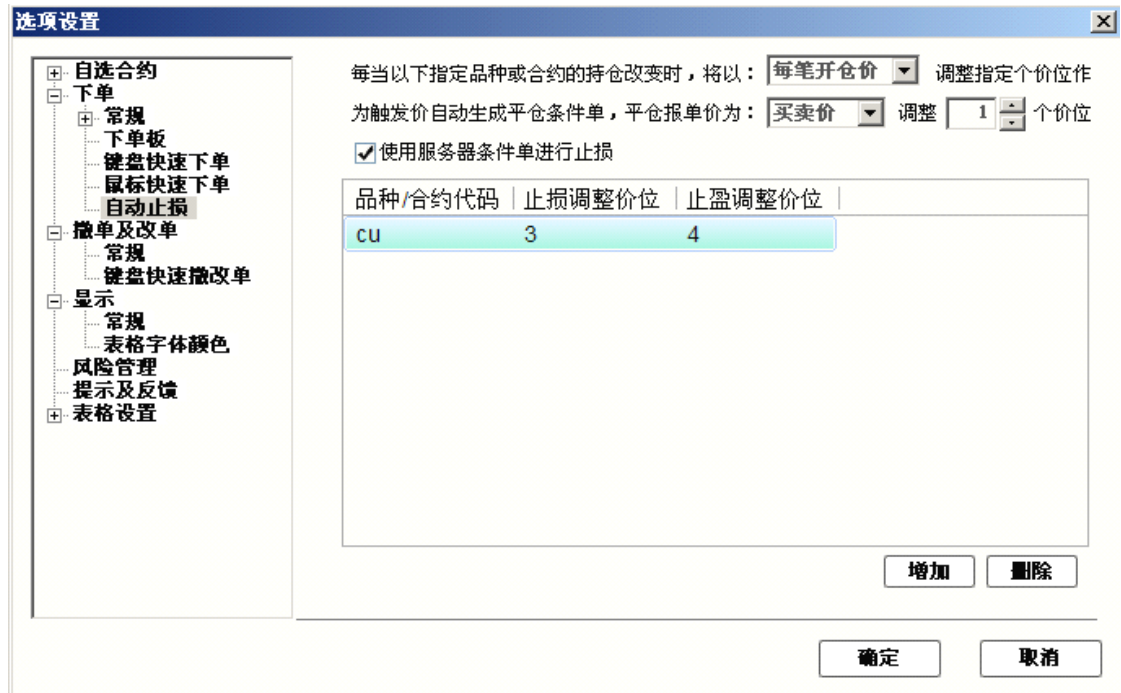 选项设置
自选合约
下单
常规
下单板
键盘快速下单
鼠标快速下单
自动止损
撤单及改单
常规
键盘快速撤改单
显示
常规
表格字体颜色
风险管理
提示及反馈
表格设置
每当以下指定品种或合约的持仓改变时，将以： 每笔开仓价 调整指定个价位作
为触发价自动生成平仓条件单，平仓报单价为： 买卖价 调整 1 个价位
使用服务器条件单进行止损
品种/合约代码 止损调整价位 止盈调整价位
cu 3 4
增加 删除
确定 取消